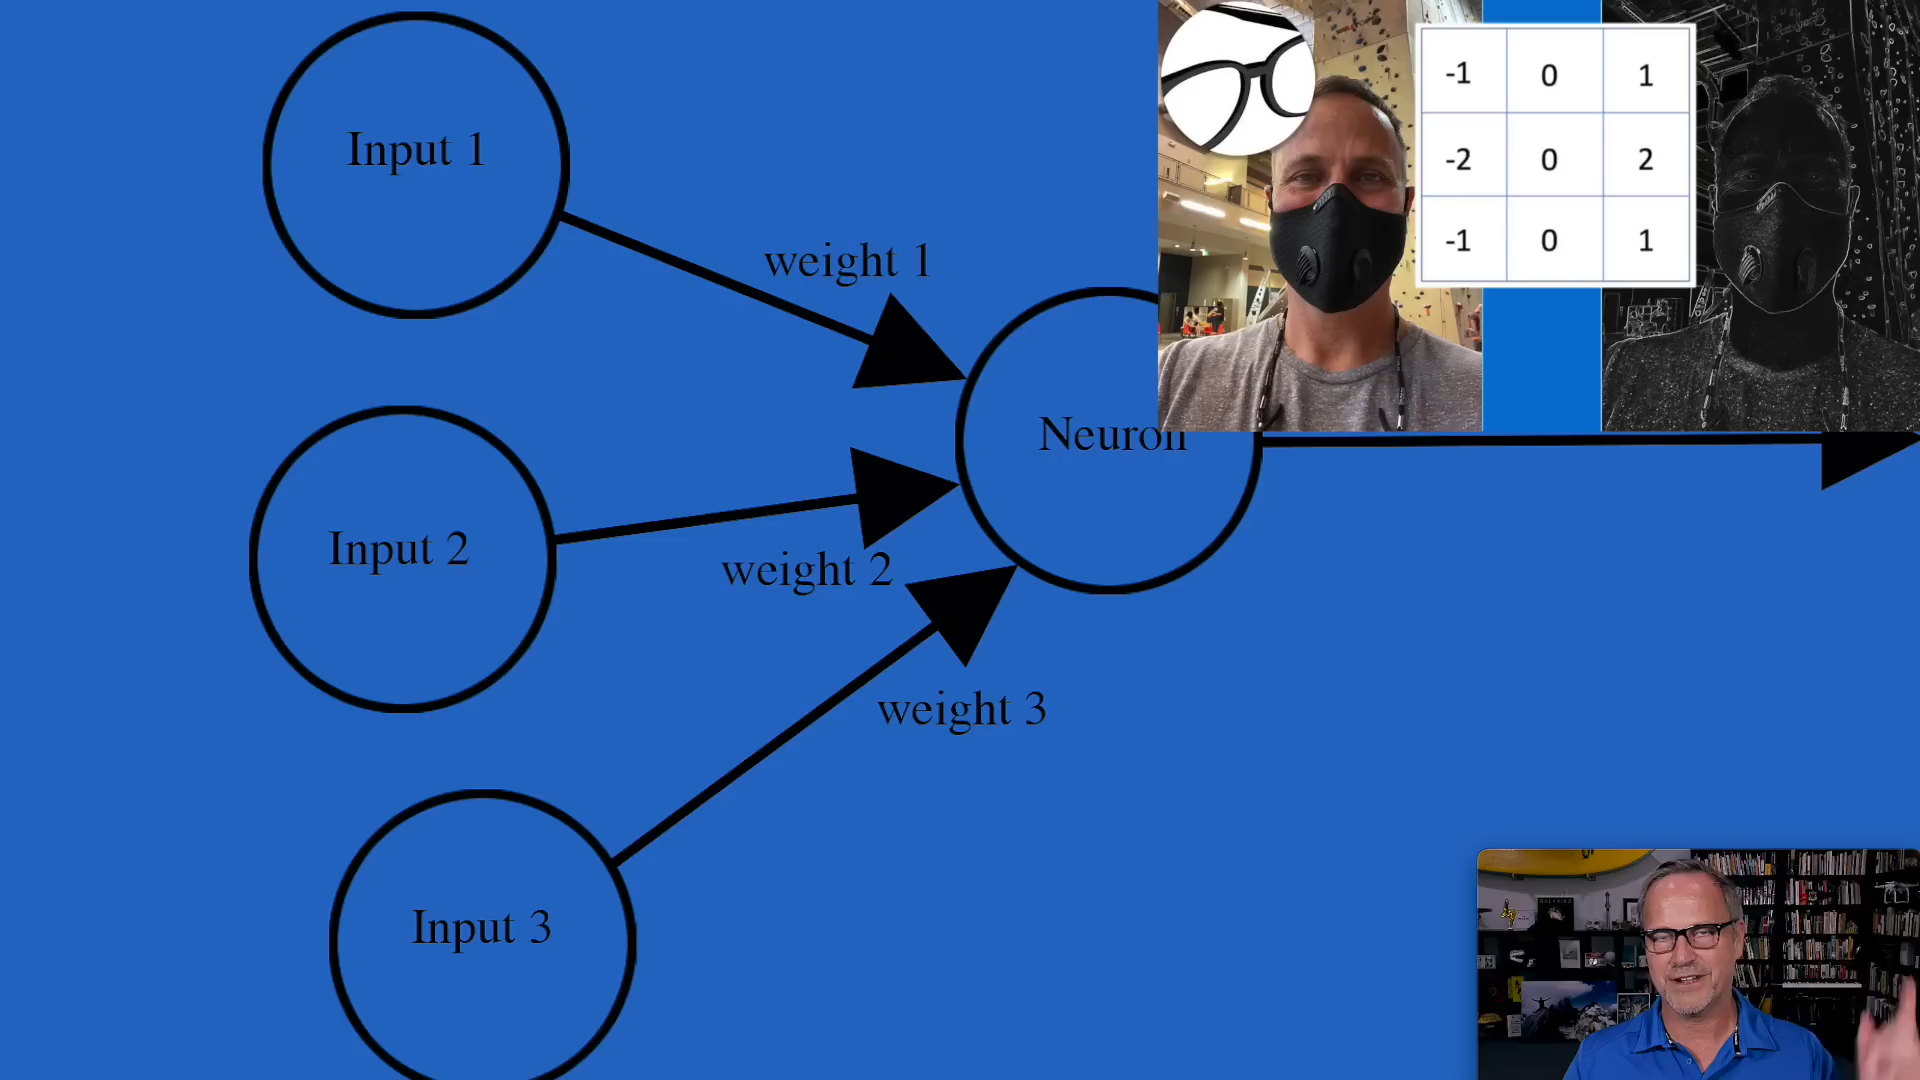 Input 1
weight 1
-1 0 1
-2 0 2
-1 0 1
Neuron
Input 2
weight 2
weight 3
Input 3